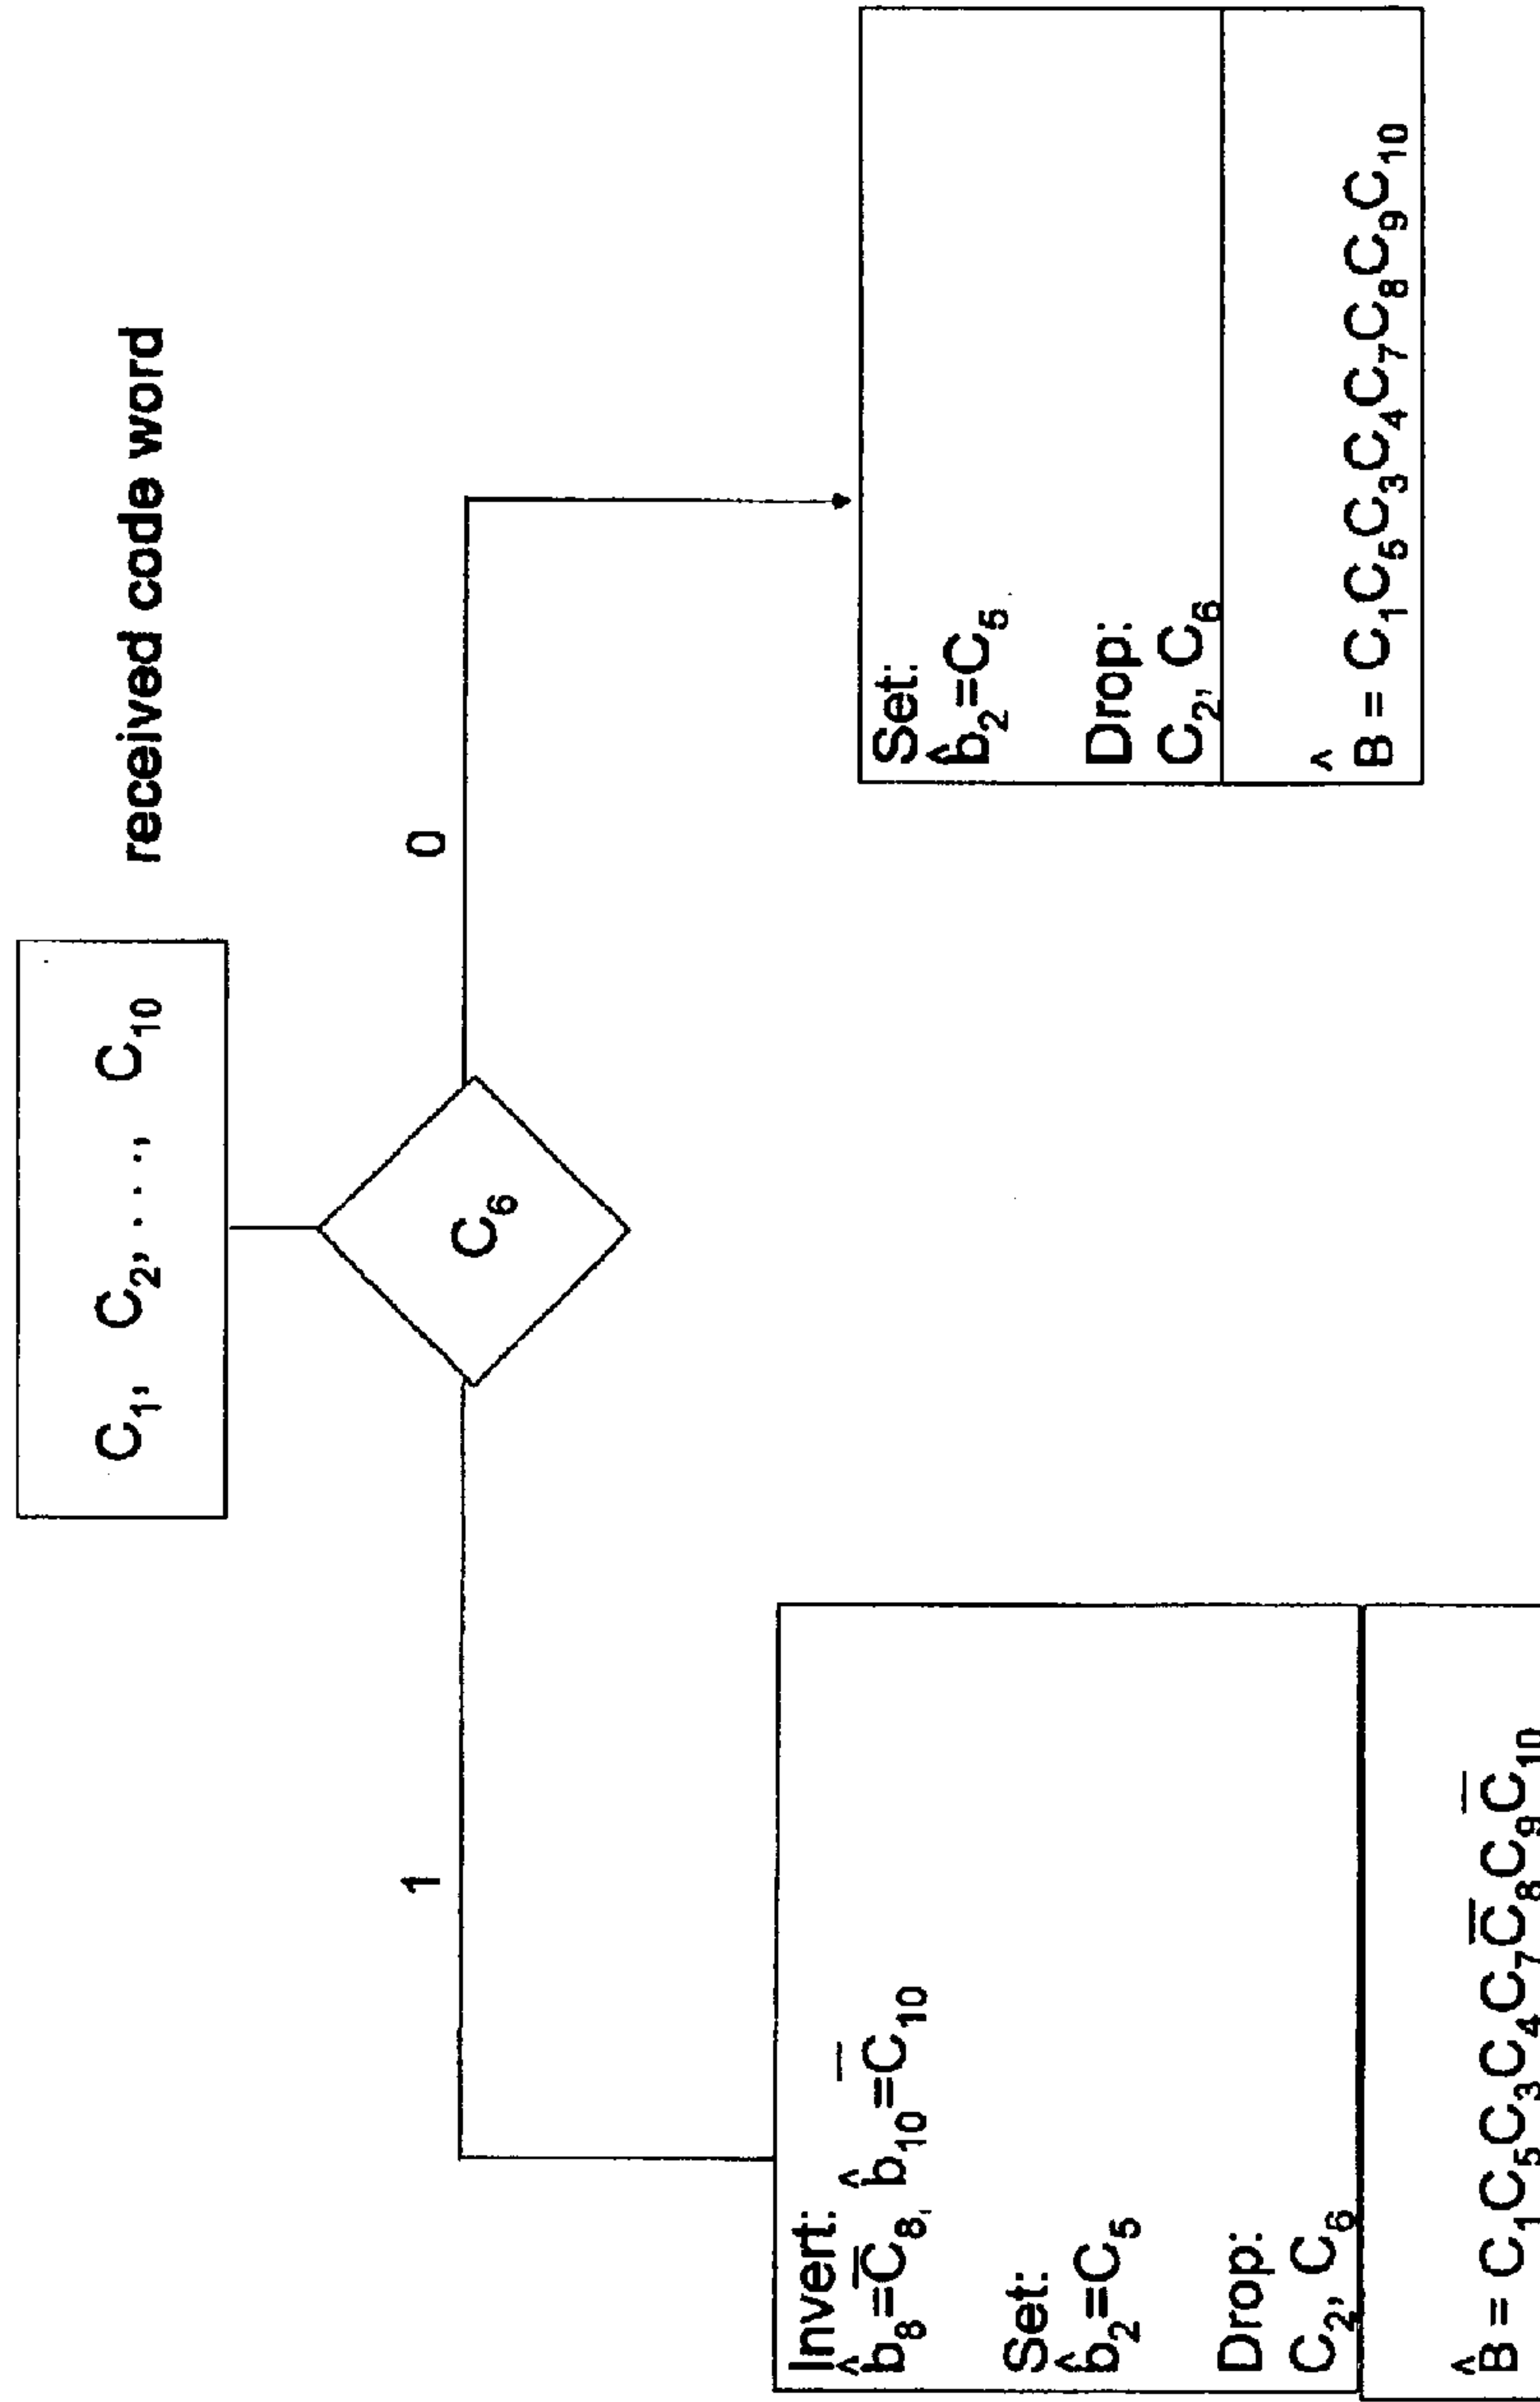 C₁, C₂, . . ., C₁₀
received code word
C₆
1
0
Invert:
b̂₈=C̅₈, b̂₁₀=C̅₁₀
Set:
b̂₂=C₅
Drop:
C₂, C₆
B̂ = C₁C₅C₃C₄C₇C̅₈C₉C̅₁₀
Set:
b̂₂=C₅
Drop:
C₂, C₆
B̂ = C₁C₅C₃C₄C₇C₈C₉C₁₀